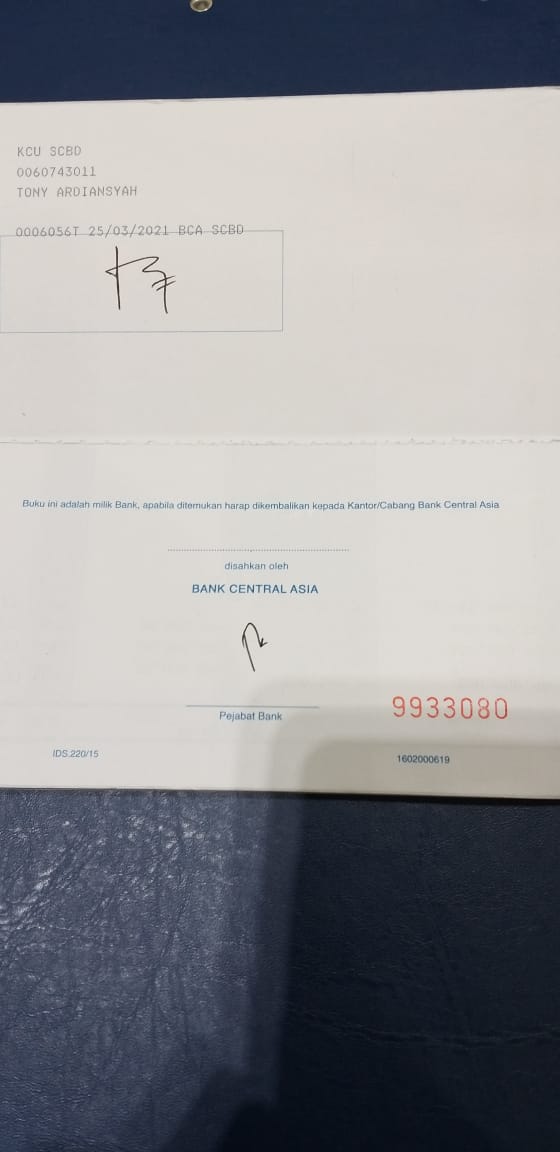 KCU SCBD
0060743011
TONY ARDIANSYAH
0006056T 25/03/2021 BCA SCBD
Buku ini adalah milik Bank, apabila ditemukan harap dikembalikan kepada Kantor/Cabang Bank Central Asia
disahkan oleh
BANK CENTRAL ASIA
Pejabat Bank
9933080
IDS.220/15
1602000619